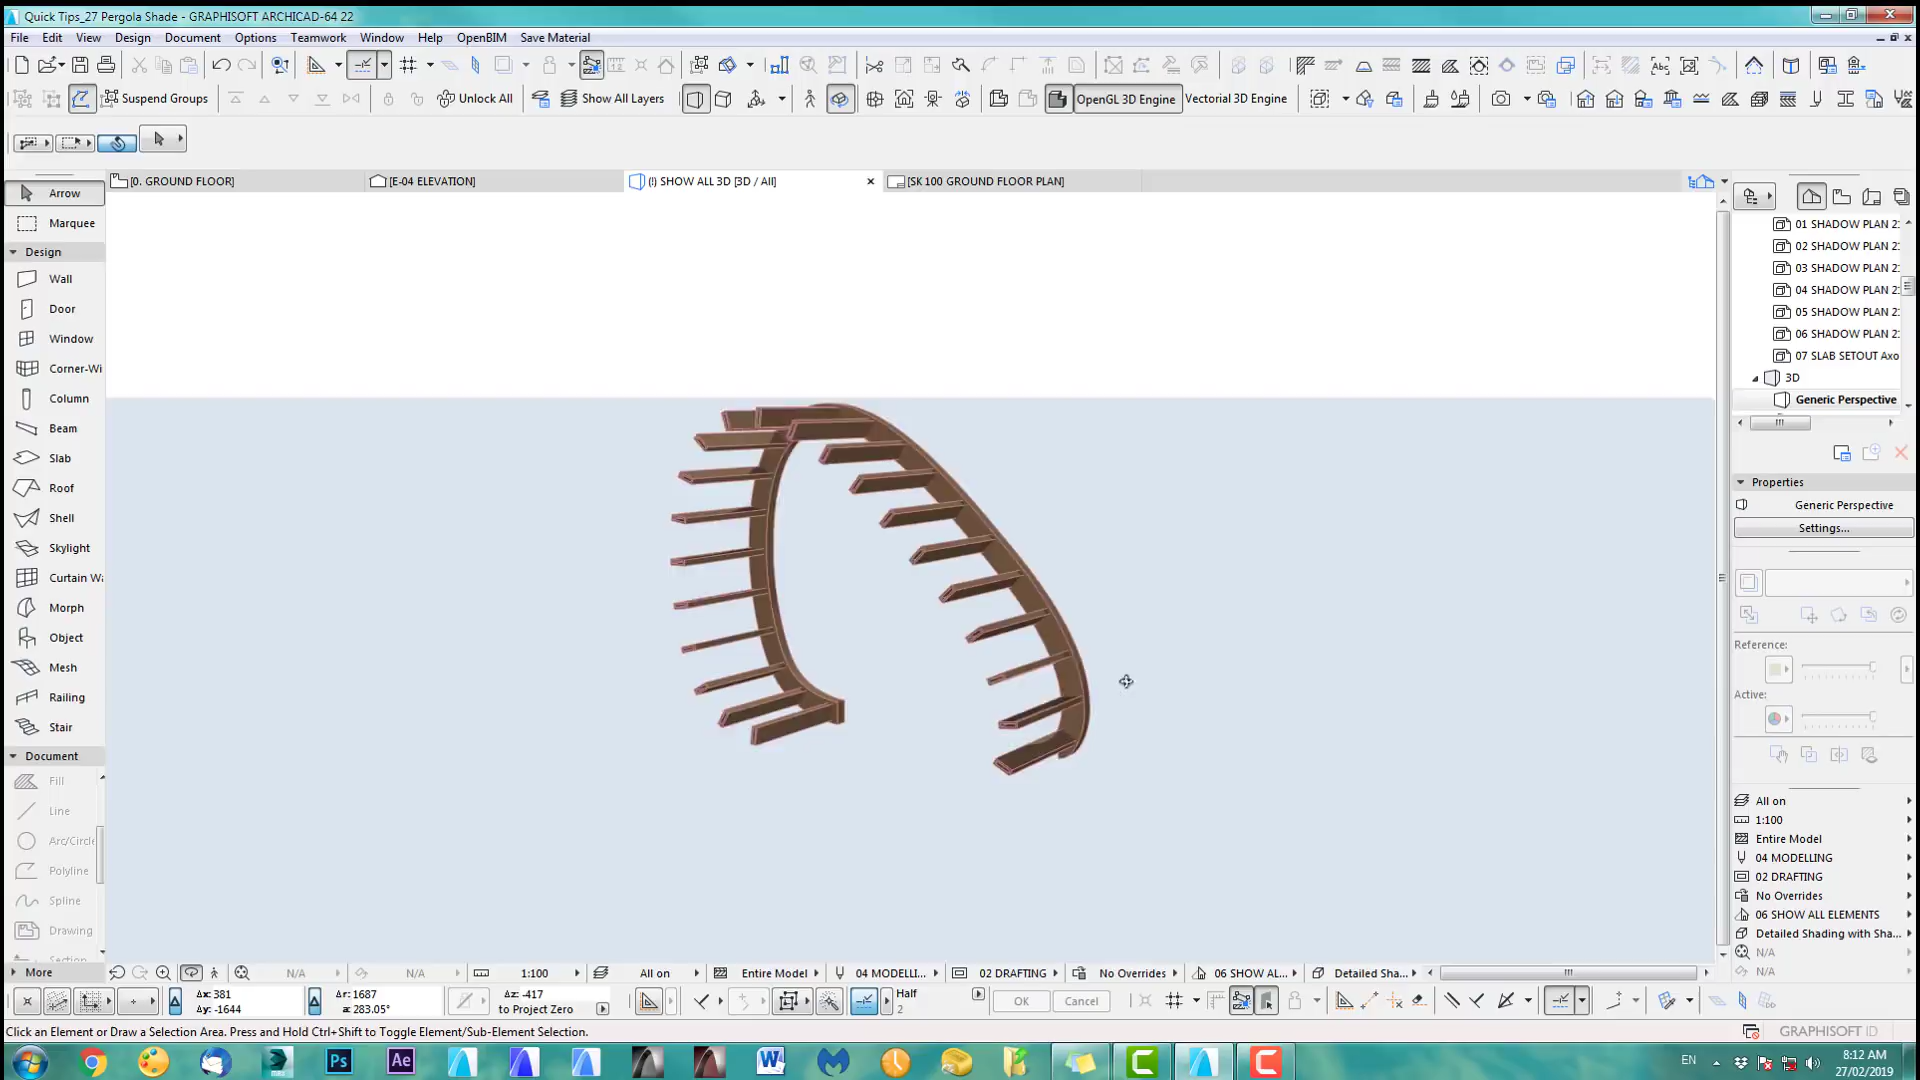 Quick Tips_27 Pergola Shade - GRAPHISOFT ARCHICAD-64 22
File Edit View Design Document Options Teamwork Window Help OpenBIM Save Material
Suspend Groups Unlock All Show All Layers OpenGL 3D Engine Vectorial 3D Engine
[0. GROUND FLOOR] [E-04 ELEVATION] (!) SHOW ALL 3D [3D / All] [SK 100 GROUND FLOOR PLAN]
Arrow
Marquee
Design
Wall
Door
Window
Corner-Wi
Column
Beam
Slab
Roof
Shell
Skylight
Curtain Wa
Morph
Object
Mesh
Railing
Stair
Document
Fill
Line
Arc/Circle
Polyline
Spline
Drawing
More
01 SHADOW PLAN 2
02 SHADOW PLAN 2
03 SHADOW PLAN 2
04 SHADOW PLAN 2
05 SHADOW PLAN 2
06 SHADOW PLAN 2
07 SLAB SETOUT Axo
3D
Generic Perspective
Properties
Generic Perspective
Settings...
Reference:
Active:
All on
1:100
Entire Model
04 MODELLING
02 DRAFTING
No Overrides
06 SHOW ALL ELEMENTS
Detailed Shading with Sha...
N/A
N/A
N/A N/A 1:100 All on Entire Model 04 MODELLI... 02 DRAFTING No Overrides 06 SHOW AL... Detailed Sha...
Δx: 381 Δr: 1687 Δz: -417 Half
Δy: -1644 a: 283.05° to Project Zero 2
OK Cancel
Click an Element or Draw a Selection Area. Press and Hold Ctrl+Shift to Toggle Element/Sub-Element Selection.
GRAPHISOFT ID
Ps Ae W C C
EN
8:12 AM
27/02/2019